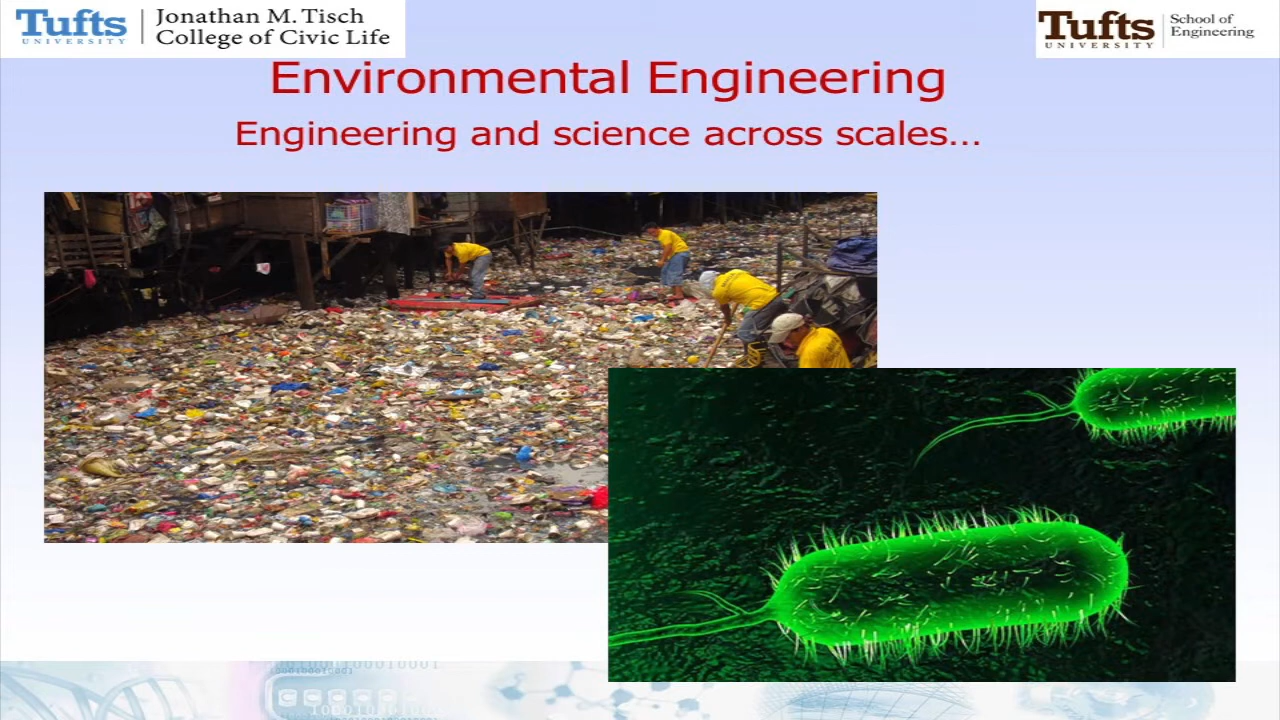 Tufts
UNIVERSITY
Jonathan M. Tisch
College of Civic Life
Tufts
UNIVERSITY
School of
Engineering
Environmental Engineering
Engineering and science across scales...